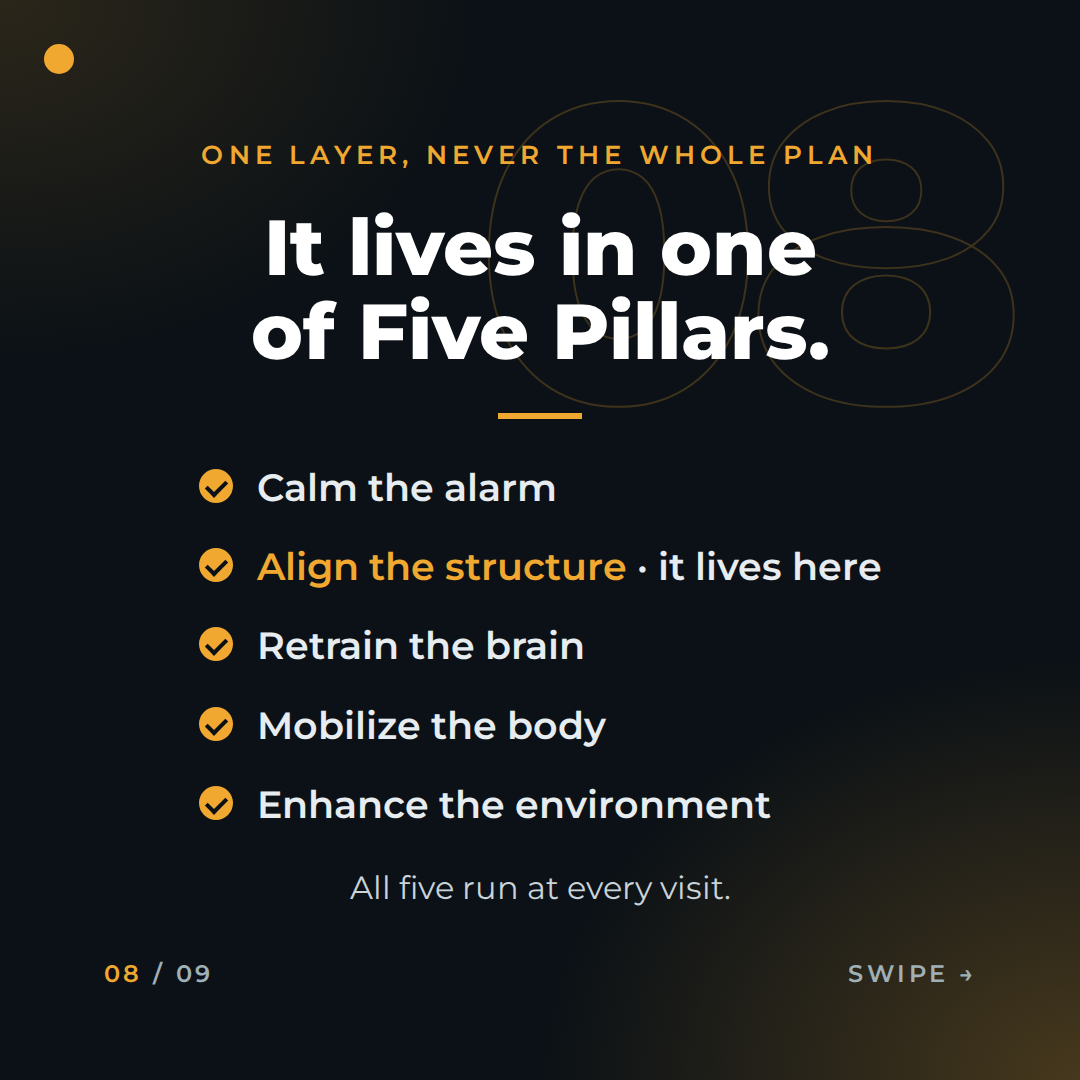 08
ONE LAYER, NEVER THE WHOLE PLAN
It lives in one
of Five Pillars.
Calm the alarm
Align the structure · it lives here
Retrain the brain
Mobilize the body
Enhance the environment
All five run at every visit.
08 / 09
SWIPE →